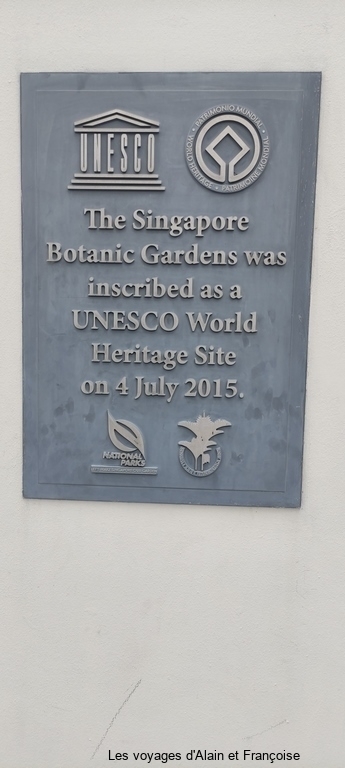 UNESCO
PATRIMONIO MUNDIAL • WORLD HERITAGE • PATRIMOINE MONDIAL •
The Singapore
Botanic Gardens was
inscribed as a
UNESCO World
Heritage Site
on 4 July 2015.
NATIONAL
PARKS
Les voyages d'Alain et Françoise